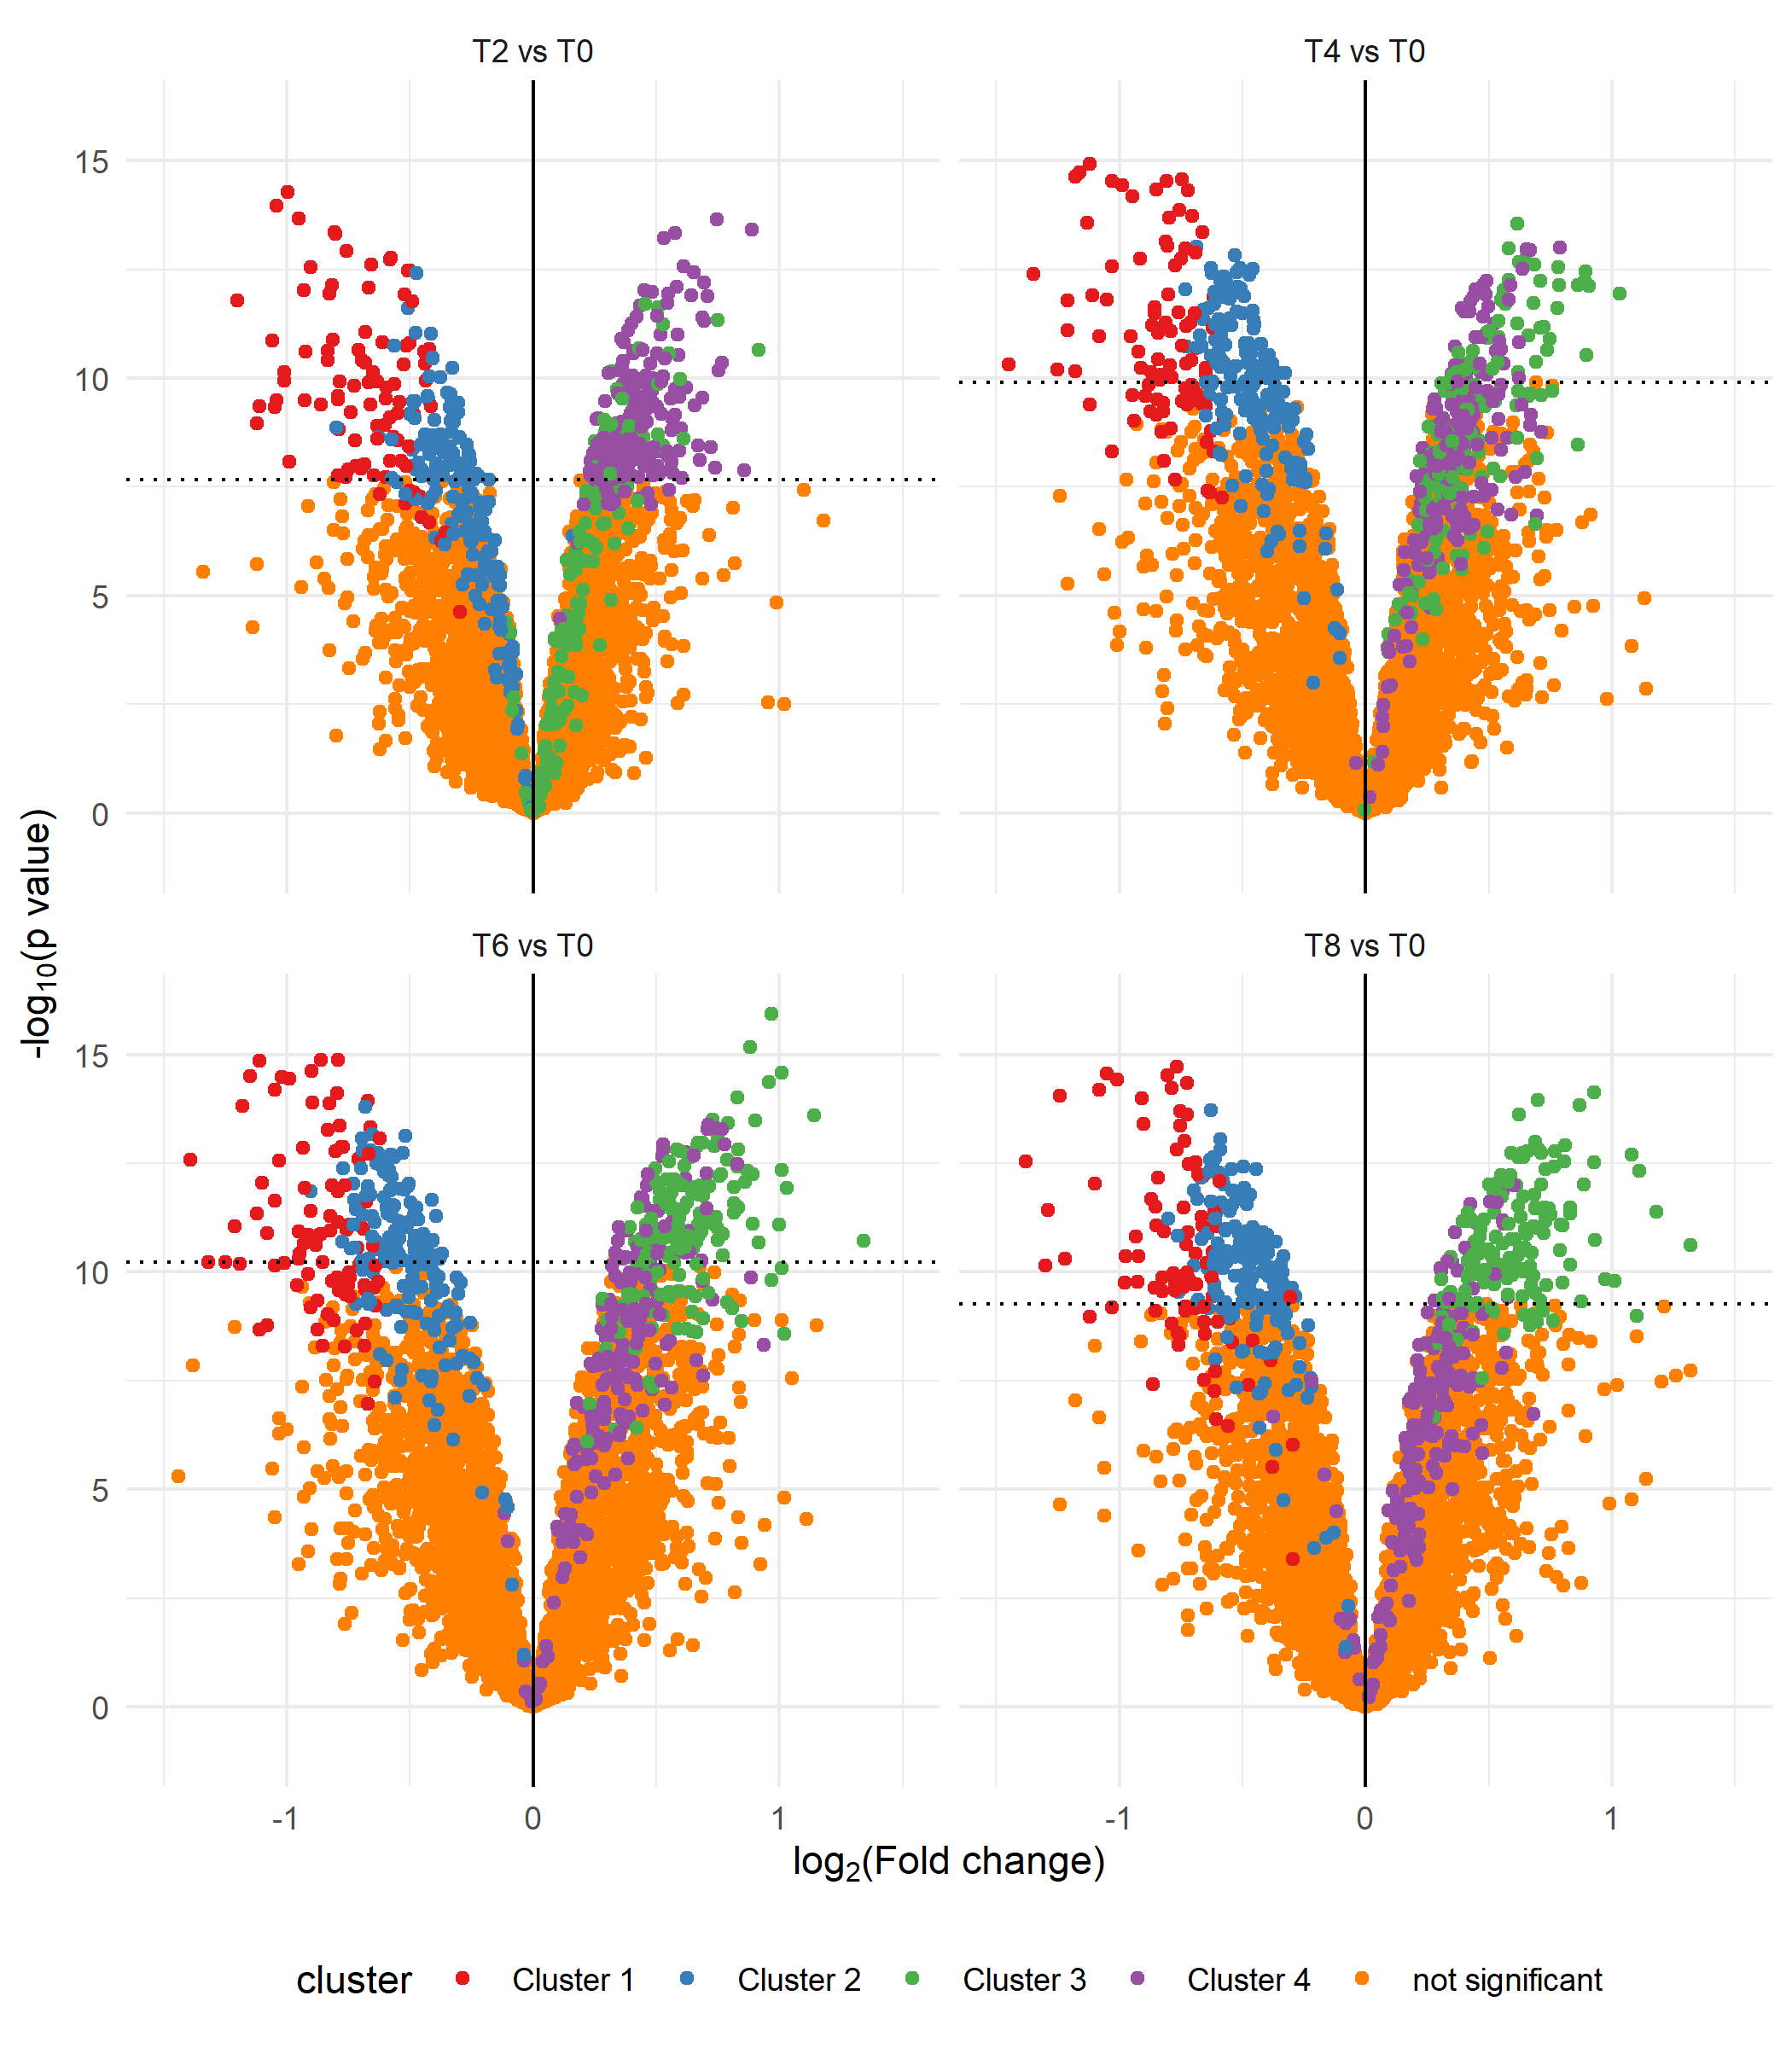 T2 vs T0
T4 vs T0
15
10
5
0
T6 vs T0
T8 vs T0
15
10
5
0
-log10(p value)
-1
0
1
-1
0
1
log2(Fold change)
cluster
Cluster 1
Cluster 2
Cluster 3
Cluster 4
not significant